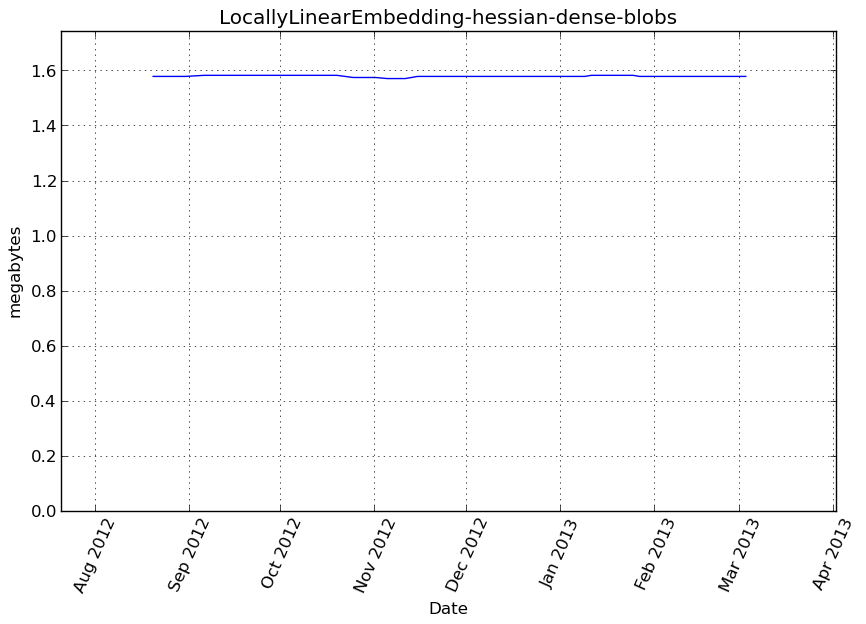 LocallyLinearEmbedding-hessian-dense-blobs
megabytes
1.6
1.4
1.2
1.0
0.8
0.6
0.4
0.2
0.0
Aug 2012
Sep 2012
Oct 2012
Nov 2012
Dec 2012
Jan 2013
Feb 2013
Mar 2013
Apr 2013
Date